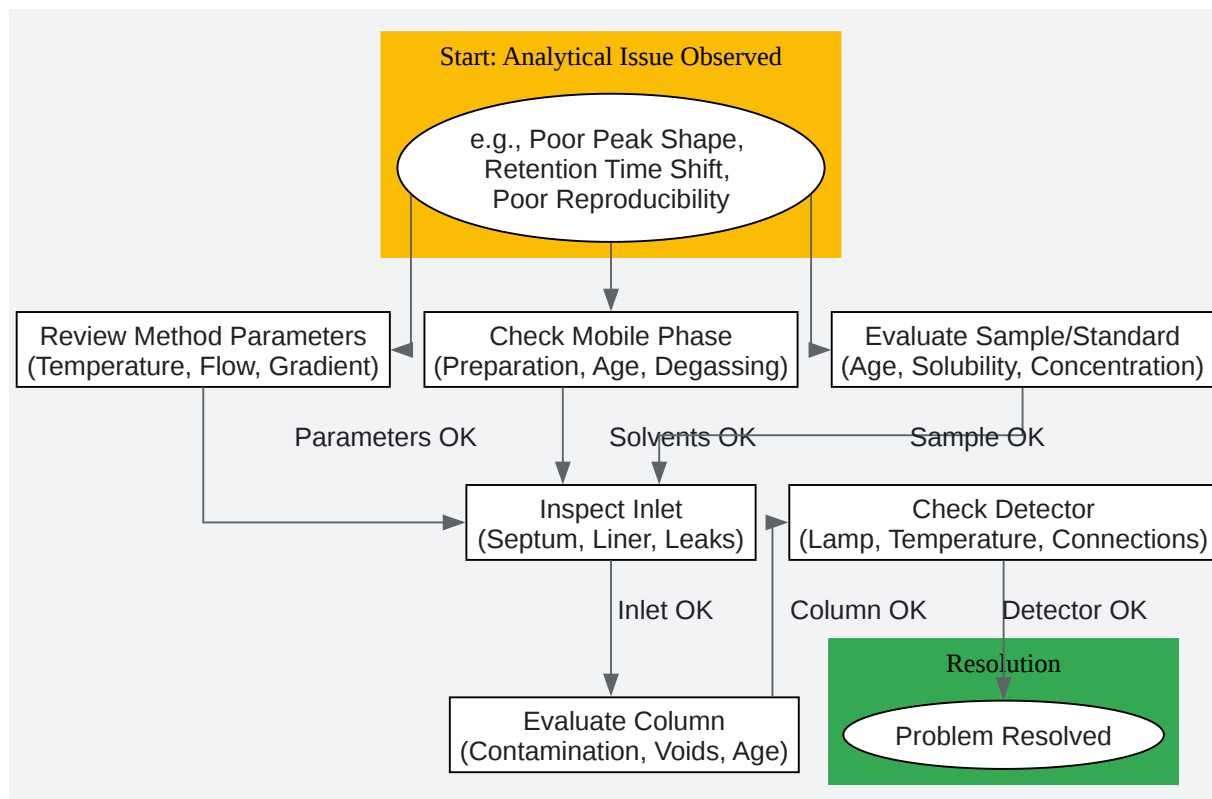 Start: Analytical Issue Observed
e.g., Poor Peak Shape,
Retention Time Shift,
Poor Reproducibility
Review Method Parameters
(Temperature, Flow, Gradient)
Check Mobile Phase
(Preparation, Age, Degassing)
Evaluate Sample/Standard
(Age, Solubility, Concentration)
Parameters OK
Solvents OK
Sample OK
Inspect Inlet
(Septum, Liner, Leaks)
Check Detector
(Lamp, Temperature, Connections)
Inlet OK
Column OK
Detector OK
Resolution
Evaluate Column
(Contamination, Voids, Age)
Problem Resolved